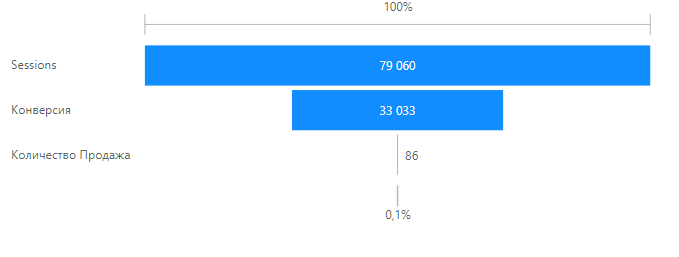 100%
Sessions 79 060
Конверсия 33 033
Количество Продажа 86
0,1%